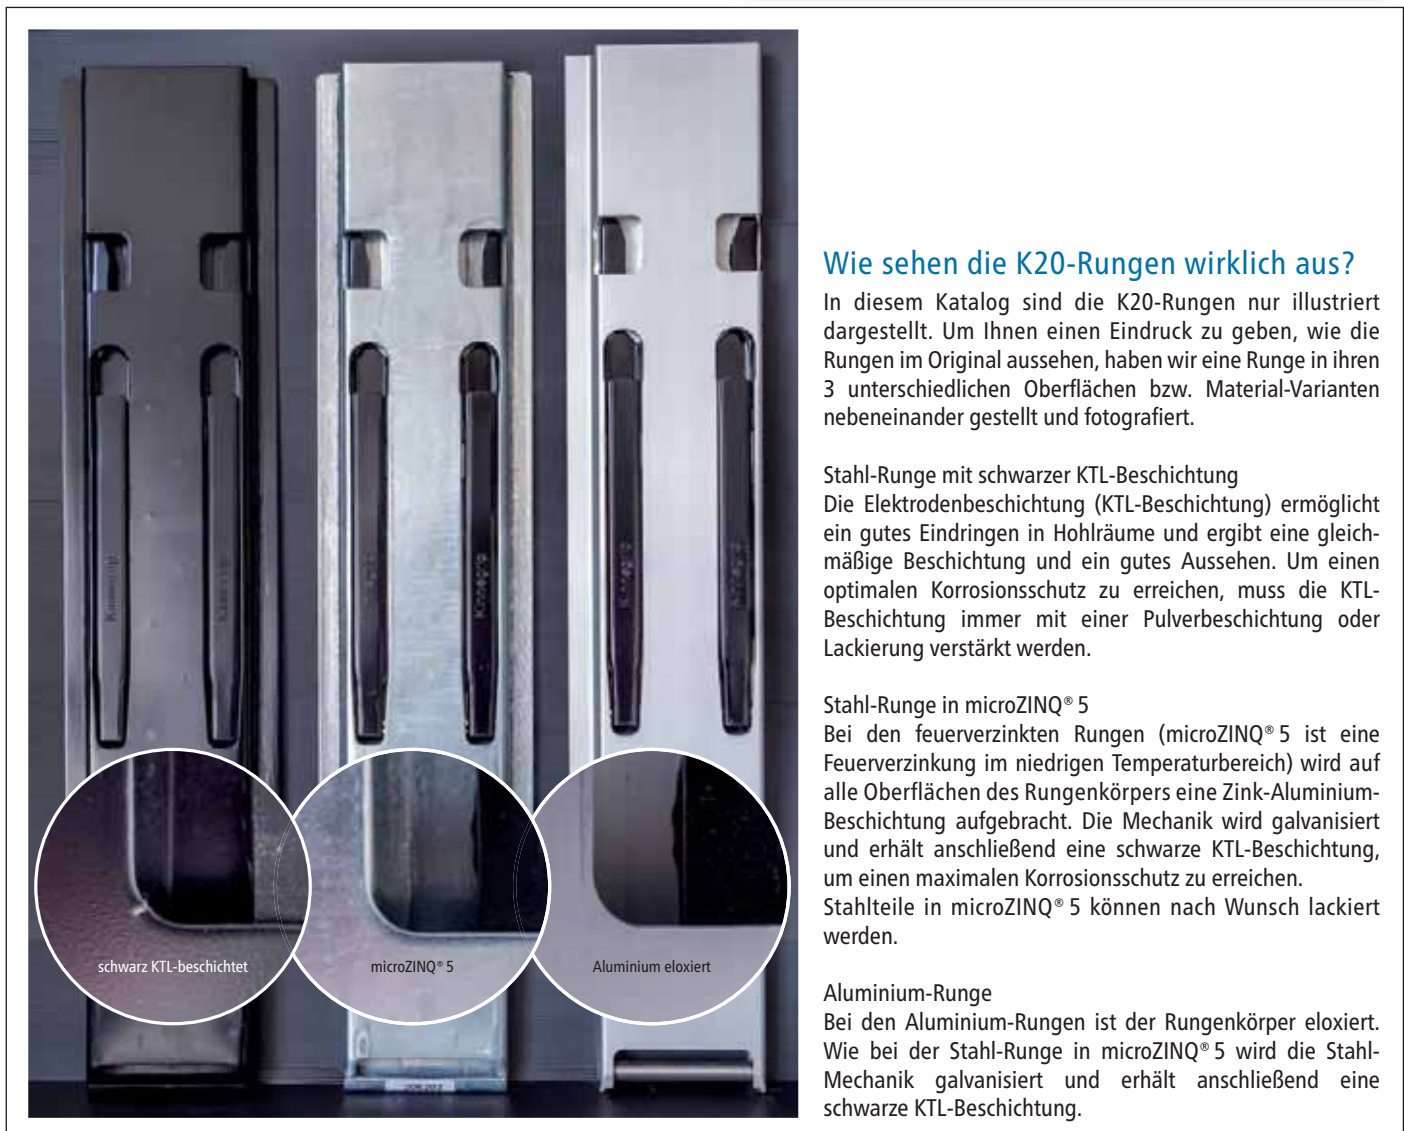 Wie sehen die K20-Rungen wirklich aus?
In diesem Katalog sind die K20-Rungen nur illustriert
dargestellt. Um Ihnen einen Eindruck zu geben, wie die
Rungen im Original aussehen, haben wir eine Runge in ihren
3 unterschiedlichen Oberflächen bzw. Material-Varianten
nebeneinander gestellt und fotografiert.
Stahl-Runge mit schwarzer KTL-Beschichtung
Die Elektrodenbeschichtung (KTL-Beschichtung) ermöglicht
ein gutes Eindringen in Hohlräume und ergibt eine gleich-
mäßige Beschichtung und ein gutes Aussehen. Um einen
optimalen Korrosionsschutz zu erreichen, muss die KTL-
Beschichtung immer mit einer Pulverbeschichtung oder
Lackierung verstärkt werden.
Stahl-Runge in microZINQ® 5
Bei den feuerverzinkten Rungen (microZINQ® 5 ist eine
Feuerverzinkung im niedrigen Temperaturbereich) wird auf
alle Oberflächen des Rungenkörpers eine Zink-Aluminium-
Beschichtung aufgebracht. Die Mechanik wird galvanisiert
und erhält anschließend eine schwarze KTL-Beschichtung,
um einen maximalen Korrosionsschutz zu erreichen.
Stahlteile in microZINQ® 5 können nach Wunsch lackiert
werden.
Aluminium-Runge
Bei den Aluminium-Rungen ist der Rungenkörper eloxiert.
Wie bei der Stahl-Runge in microZINQ® 5 wird die Stahl-
Mechanik galvanisiert und erhält anschließend eine
schwarze KTL-Beschichtung.
schwarz KTL-beschichtet
microZINQ® 5
Aluminium eloxiert